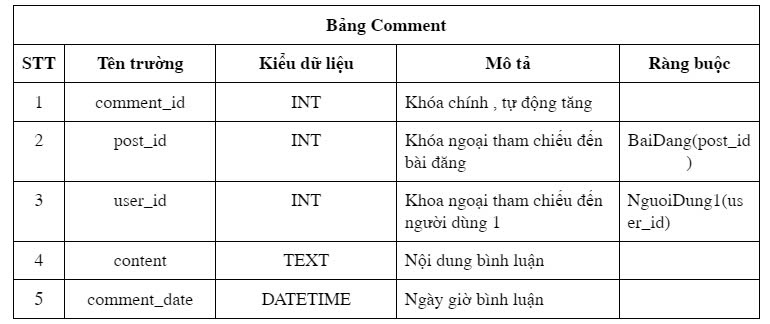 Bảng Comment
STT Tên trường Kiểu dữ liệu Mô tả Ràng buộc
1 comment_id INT Khóa chính , tự động tăng
2 post_id INT Khóa ngoại tham chiếu đến BaiDang(post_id
bài đăng )
3 user_id INT Khoa ngoại tham chiếu đến NguoiDung1(us
người dùng 1 er_id)
4 content TEXT Nội dung bình luận
5 comment_date DATETIME Ngày giờ bình luận